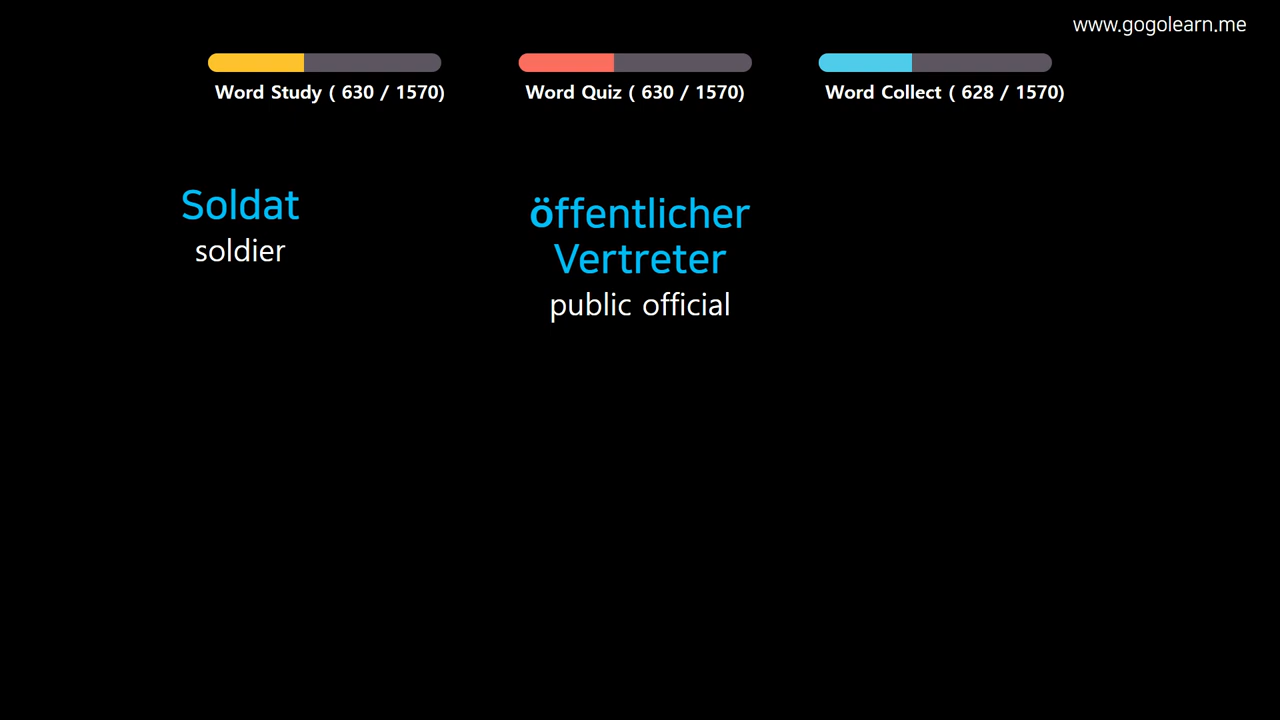 www.gogolearn.me
Word Study ( 630 / 1570)
Word Quiz ( 630 / 1570)
Word Collect ( 628 / 1570)
Soldat
soldier
öffentlicher
Vertreter
public official